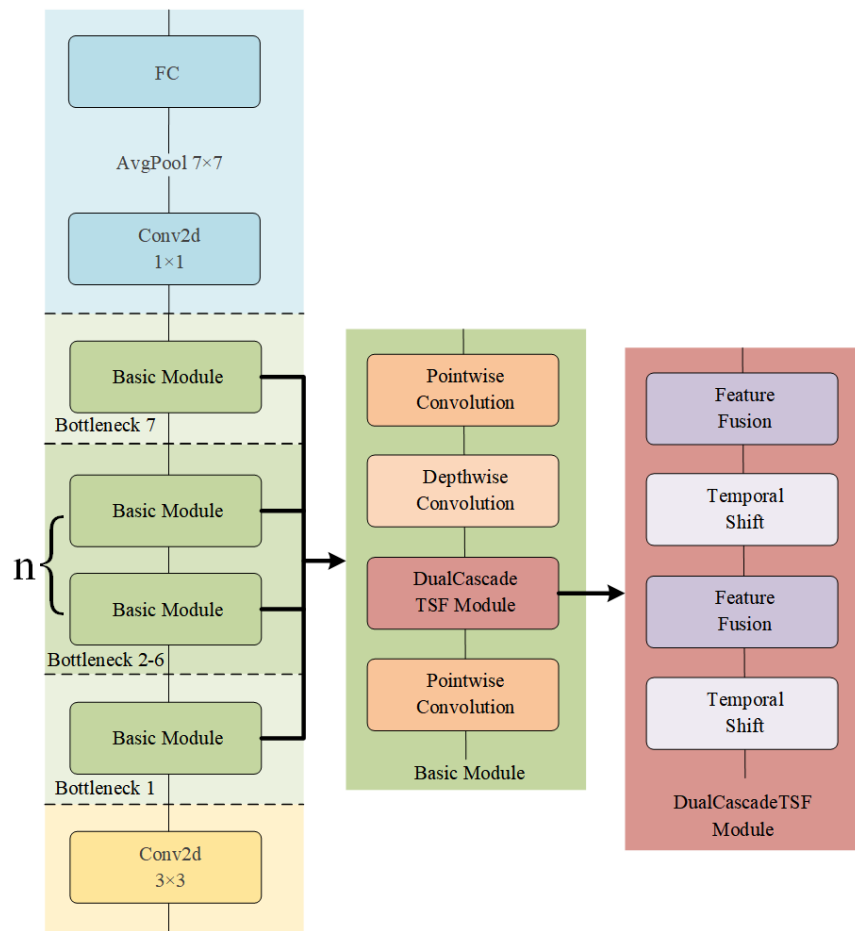 FC
AvgPool 7×7
Conv2d
1×1
Basic Module
Bottleneck 7
Basic Module
n
Basic Module
Bottleneck 2-6
Basic Module
Bottleneck 1
Conv2d
3×3
Pointwise
Convolution
Depthwise
Convolution
DualCascade
TSF Module
Pointwise
Convolution
Basic Module
Feature
Fusion
Temporal
Shift
Feature
Fusion
Temporal
Shift
DualCascadeTSF
Module